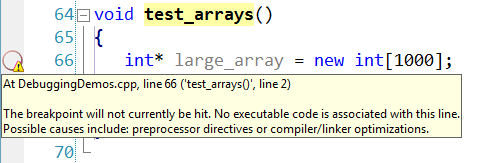 64 void test_arrays()
65 {
66 int* large_array = new int[1000];
At DebuggingDemos.cpp, line 66 ('test_arrays()', line 2)
The breakpoint will not currently be hit. No executable code is associated with this line.
Possible causes include: preprocessor directives or compiler/linker optimizations.
70